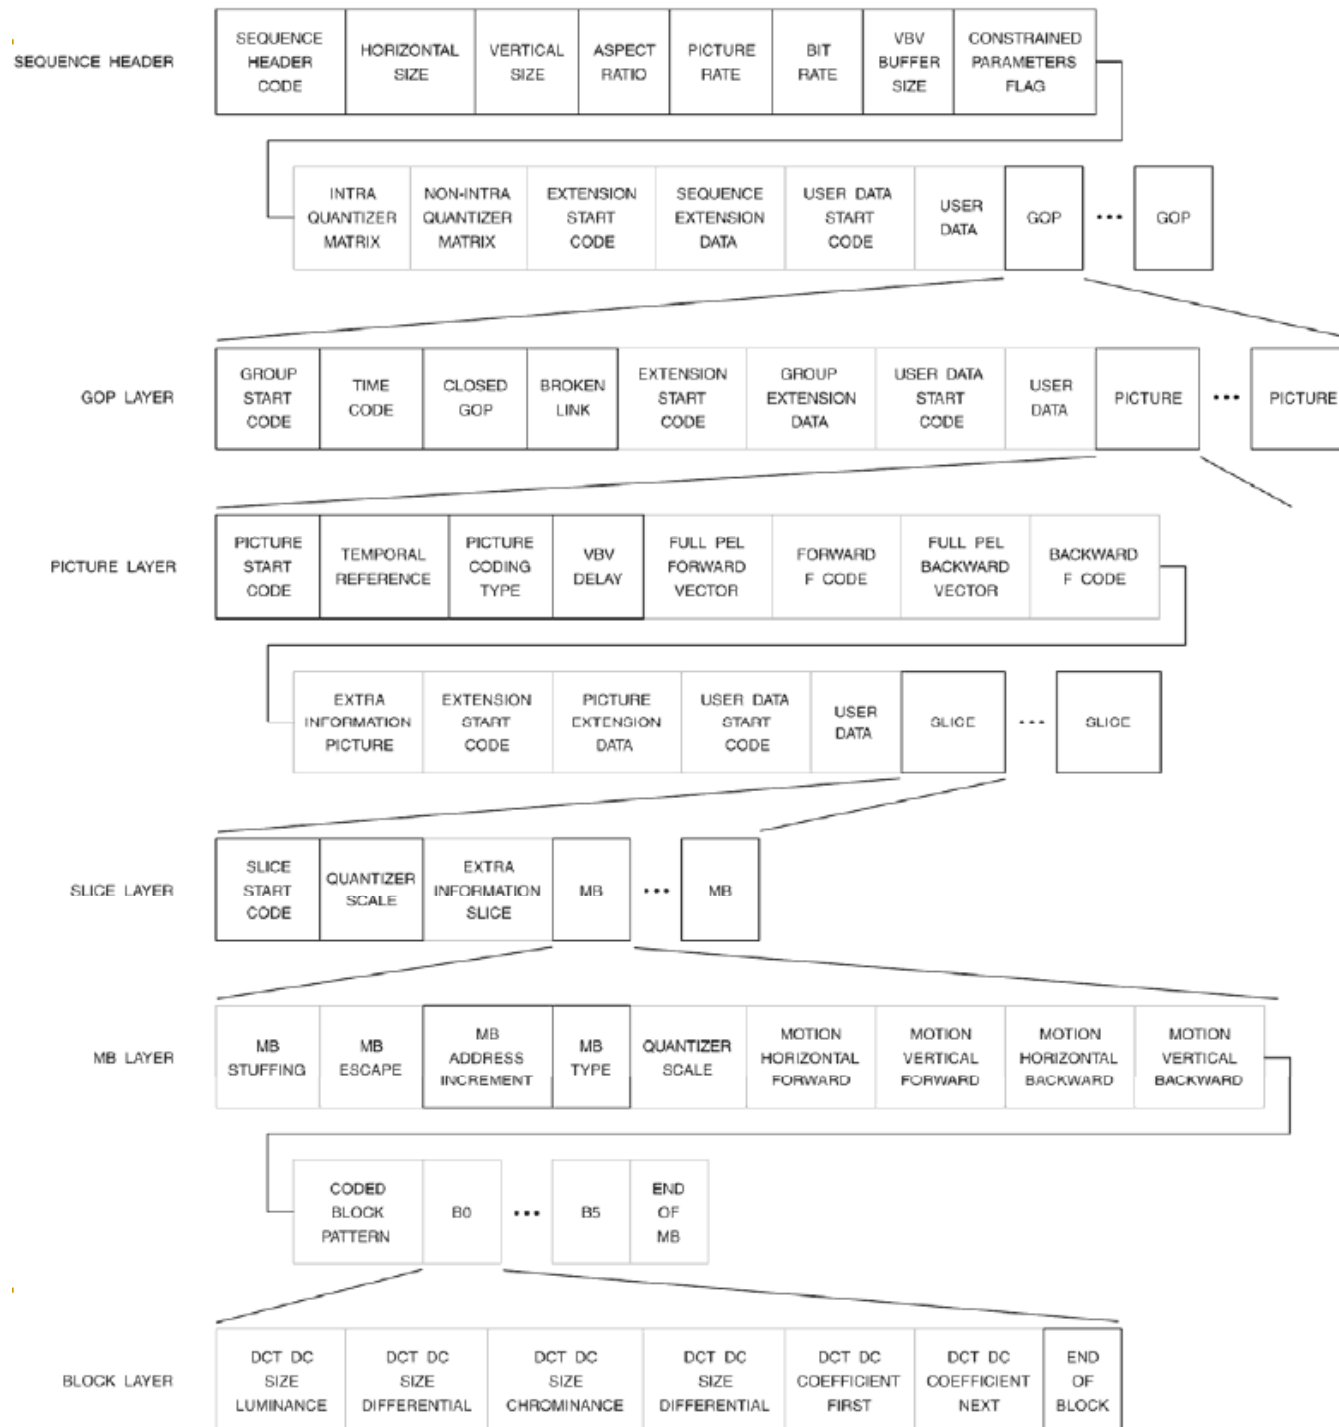 SEQUENCE HEADER
SEQUENCE
HEADER
CODE
HORIZONTAL
SIZE
VERTICAL
SIZE
ASPECT
RATIO
PICTURE
RATE
BIT
RATE
VBV
BUFFER
SIZE
CONSTRAINED
PARAMETERS
FLAG
INTRA
QUANTIZER
MATRIX
NON-INTRA
QUANTIZER
MATRIX
EXTENSION
START
CODE
SEQUENCE
EXTENSION
DATA
USER DATA
START
CODE
USER
DATA
GOP
•••
GOP
GOP LAYER
GROUP
START
CODE
TIME
CODE
CLOSED
GOP
BROKEN
LINK
EXTENSION
START
CODE
GROUP
EXTENSION
DATA
USER DATA
START
CODE
USER
DATA
PICTURE
•••
PICTURE
PICTURE LAYER
PICTURE
START
CODE
TEMPORAL
REFERENCE
PICTURE
CODING
TYPE
VBV
DELAY
FULL PEL
FORWARD
VECTOR
FORWARD
F CODE
FULL PEL
BACKWARD
VECTOR
BACKWARD
F CODE
EXTRA
INFORMATION
PICTURE
EXTENSION
START
CODE
PICTURE
EXTENSION
DATA
USER DATA
START
CODE
USER
DATA
SLICE
•••
SLICE
SLICE LAYER
SLICE
START
CODE
QUANTIZER
SCALE
EXTRA
INFORMATION
SLICE
MB
•••
MB
MB LAYER
MB
STUFFING
MB
ESCAPE
MB
ADDRESS
INCREMENT
MB
TYPE
QUANTIZER
SCALE
MOTION
HORIZONTAL
FORWARD
MOTION
VERTICAL
FORWARD
MOTION
HORIZONTAL
BACKWARD
MOTION
VERTICAL
BACKWARD
CODED
BLOCK
PATTERN
B0
•••
B5
END
OF
MB
BLOCK LAYER
DCT DC
SIZE
LUMINANCE
DCT DC
SIZE
DIFFERENTIAL
DCT DC
SIZE
CHROMINANCE
DCT DC
SIZE
DIFFERENTIAL
DCT DC
COEFFICIENT
FIRST
DCT DC
COEFFICIENT
NEXT
END
OF
BLOCK